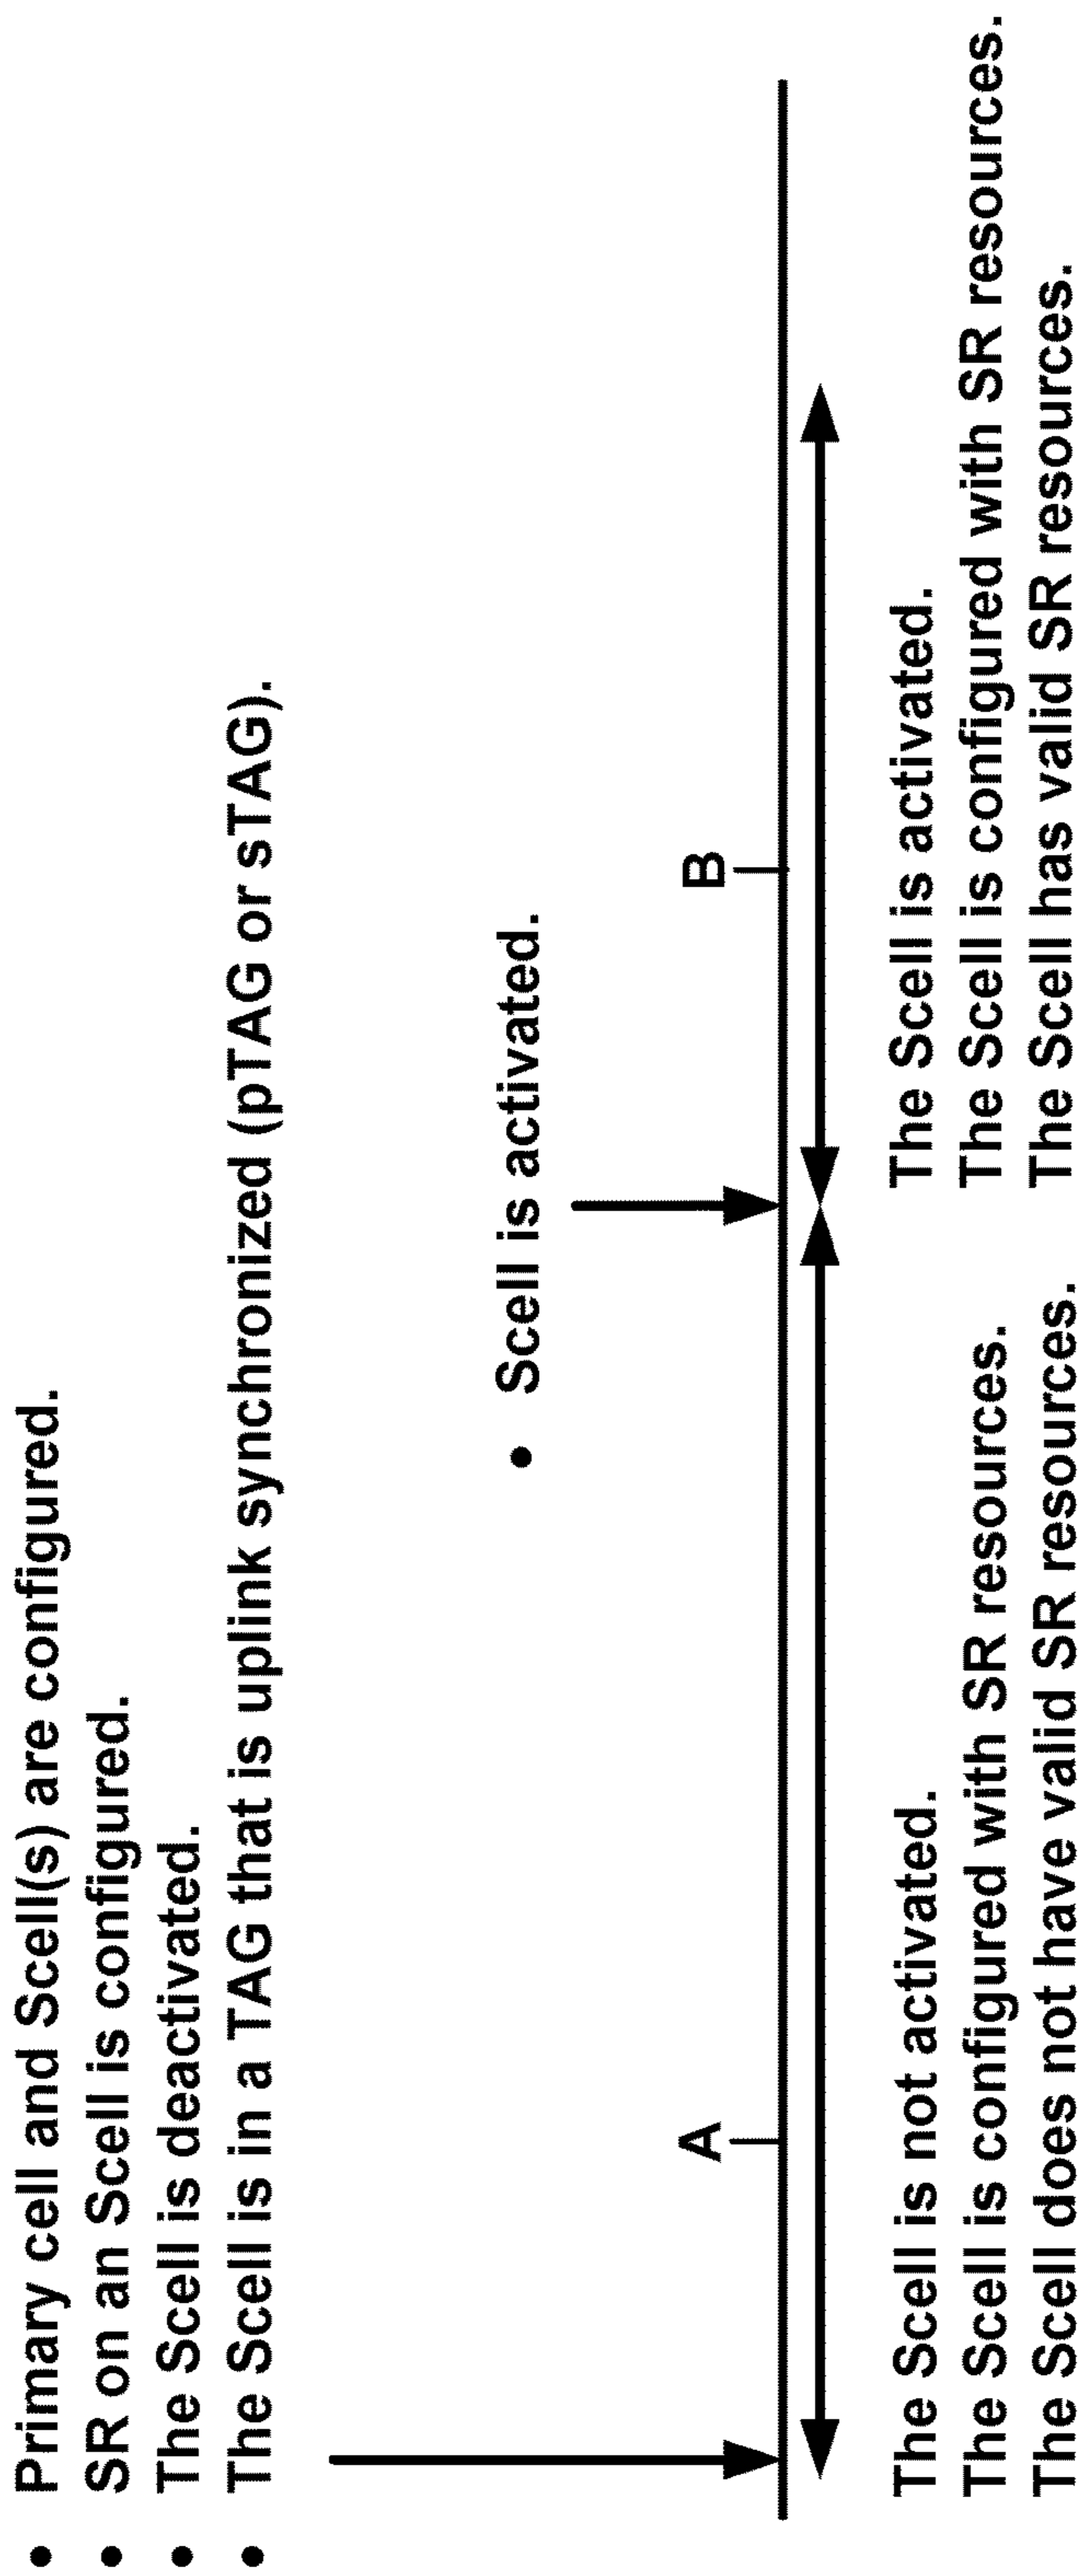 • Primary cell and Scell(s) are configured.
• SR on an Scell is configured.
• The Scell is deactivated.
• The Scell is in a TAG that is uplink synchronized (pTAG or sTAG).
• Scell is activated.
A
B
The Scell is not activated.
The Scell is configured with SR resources.
The Scell does not have valid SR resources.
The Scell is activated.
The Scell is configured with SR resources.
The Scell has valid SR resources.